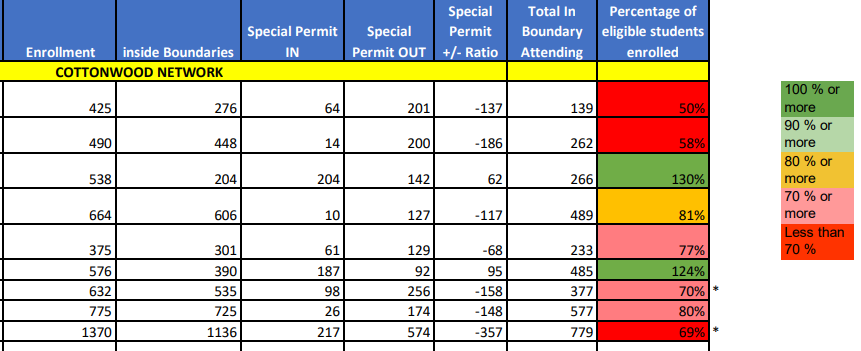 Enrollment inside Boundaries Special Permit IN Special Permit OUT Special Permit +/- Ratio Total In Boundary Attending Percentage of eligible students enrolled
COTTONWOOD NETWORK
425 276 64 201 -137 139 50%
490 448 14 200 -186 262 58%
538 204 204 142 62 266 130%
664 606 10 127 -117 489 81%
375 301 61 129 -68 233 77%
576 390 187 92 95 485 124%
632 535 98 256 -158 377 70% *
775 725 26 174 -148 577 80%
1370 1136 217 574 -357 779 69% *
100 % or
more
90 % or
more
80 % or
more
70 % or
more
Less than
70 %